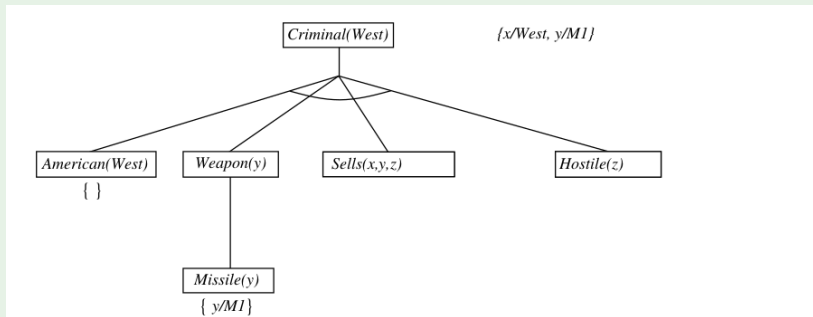 Criminal(West)
{x/West, y/M1}
American(West)
Weapon(y)
Sells(x,y,z)
Hostile(z)
{ }
Missile(y)
{ y/M1}